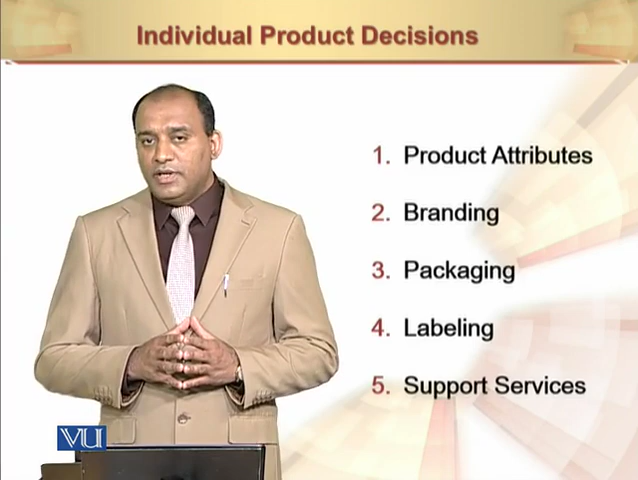 Individual Product Decisions
1. Product Attributes
2. Branding
3. Packaging
4. Labeling
5. Support Services
VU